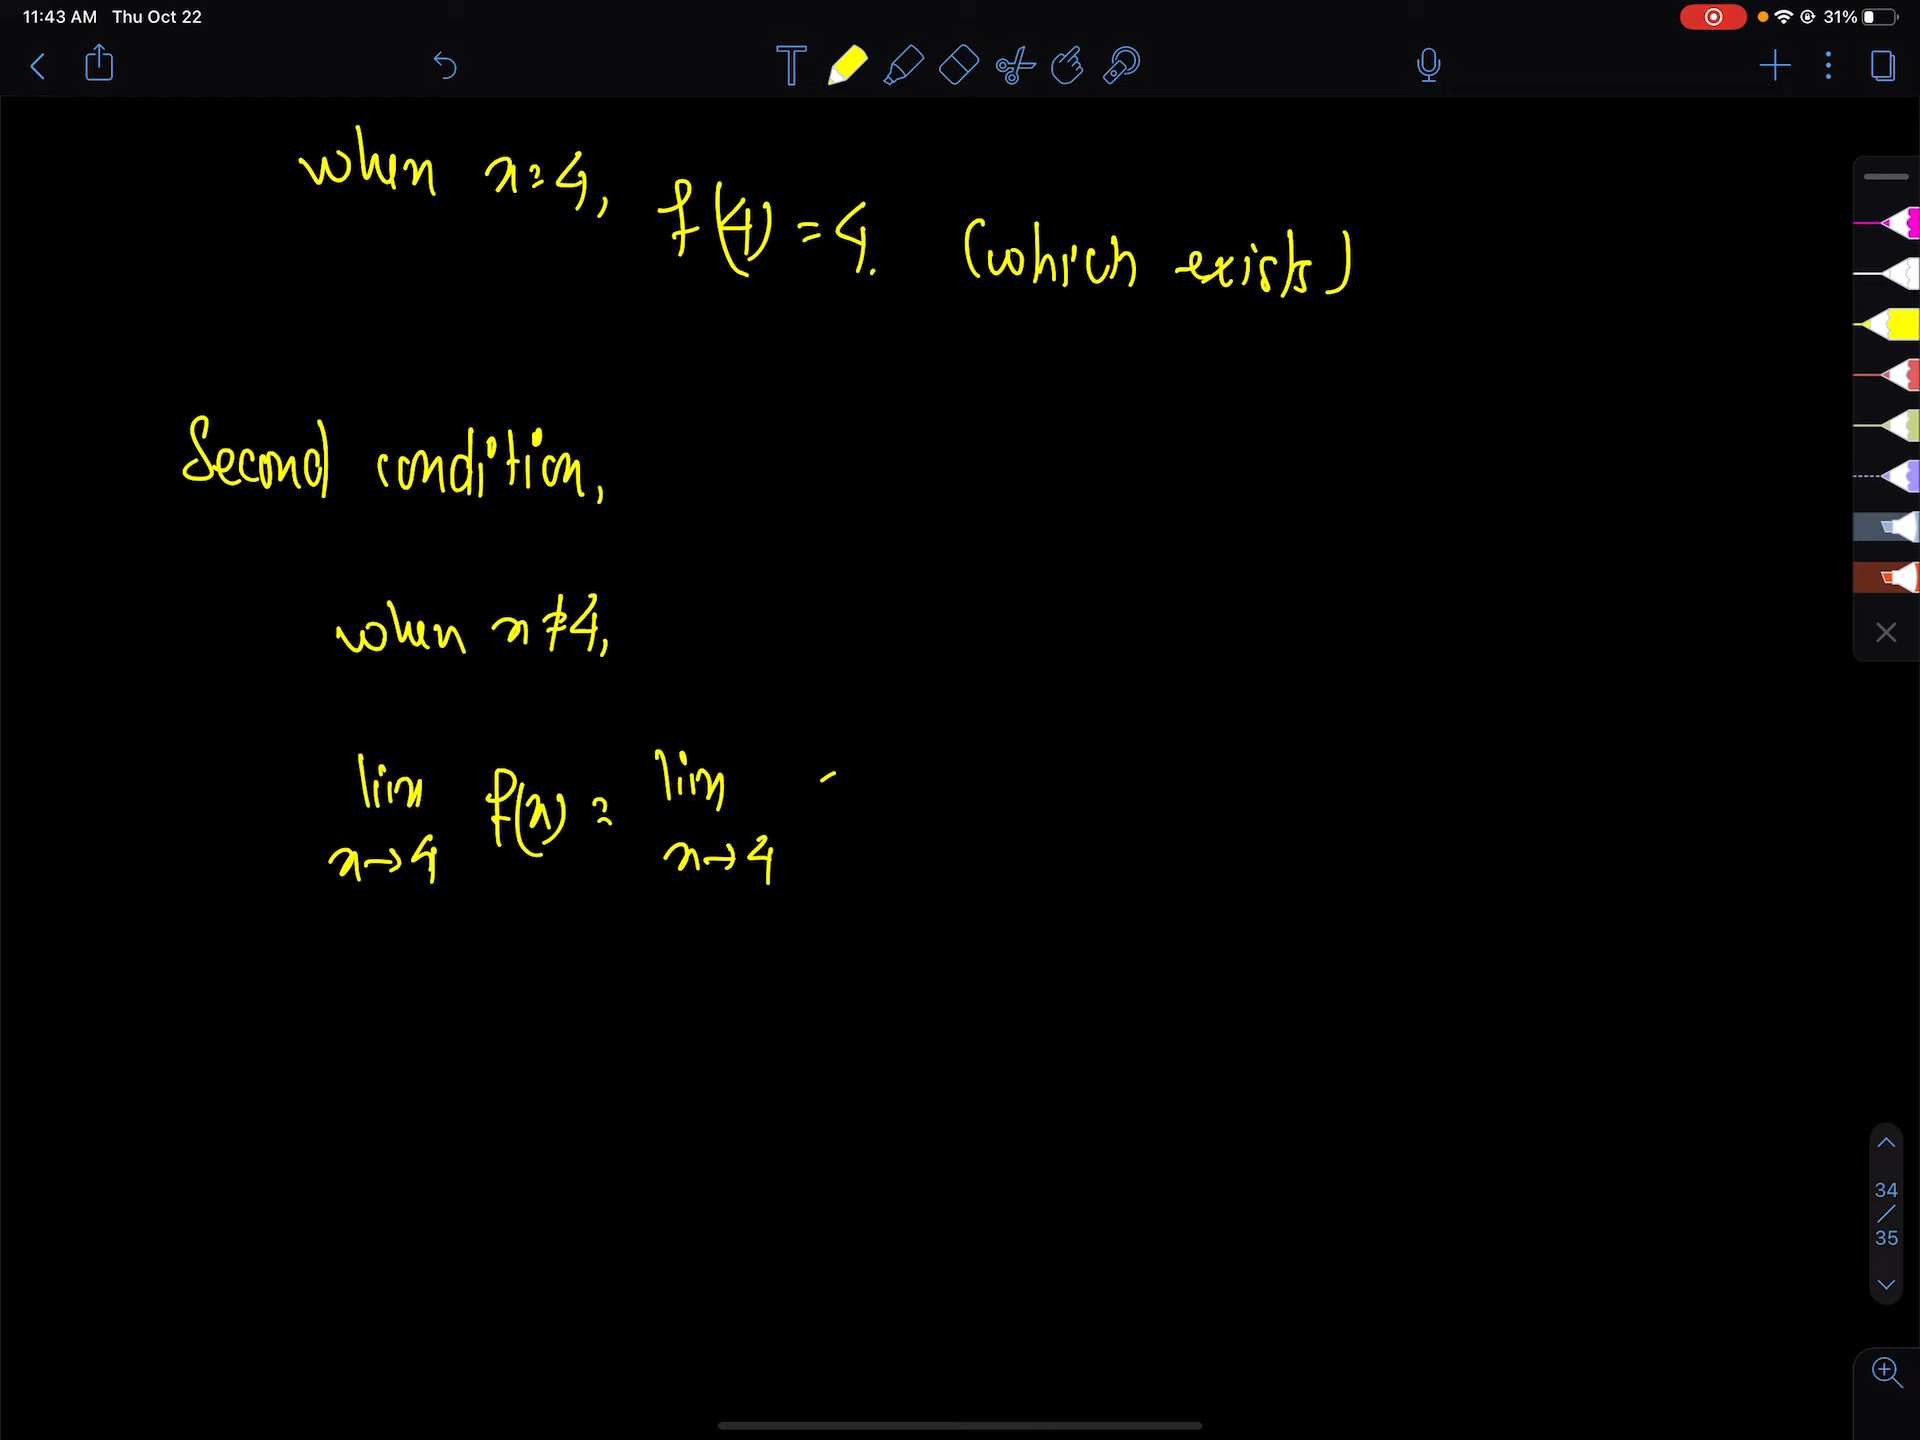 11:43 AM Thu Oct 22
31%
T
when x = 4, f(4) = 4. (which exists)
Second condition,
when x ≠ 4,
lim f(x) = lim
x→4 x→4
34
/
35